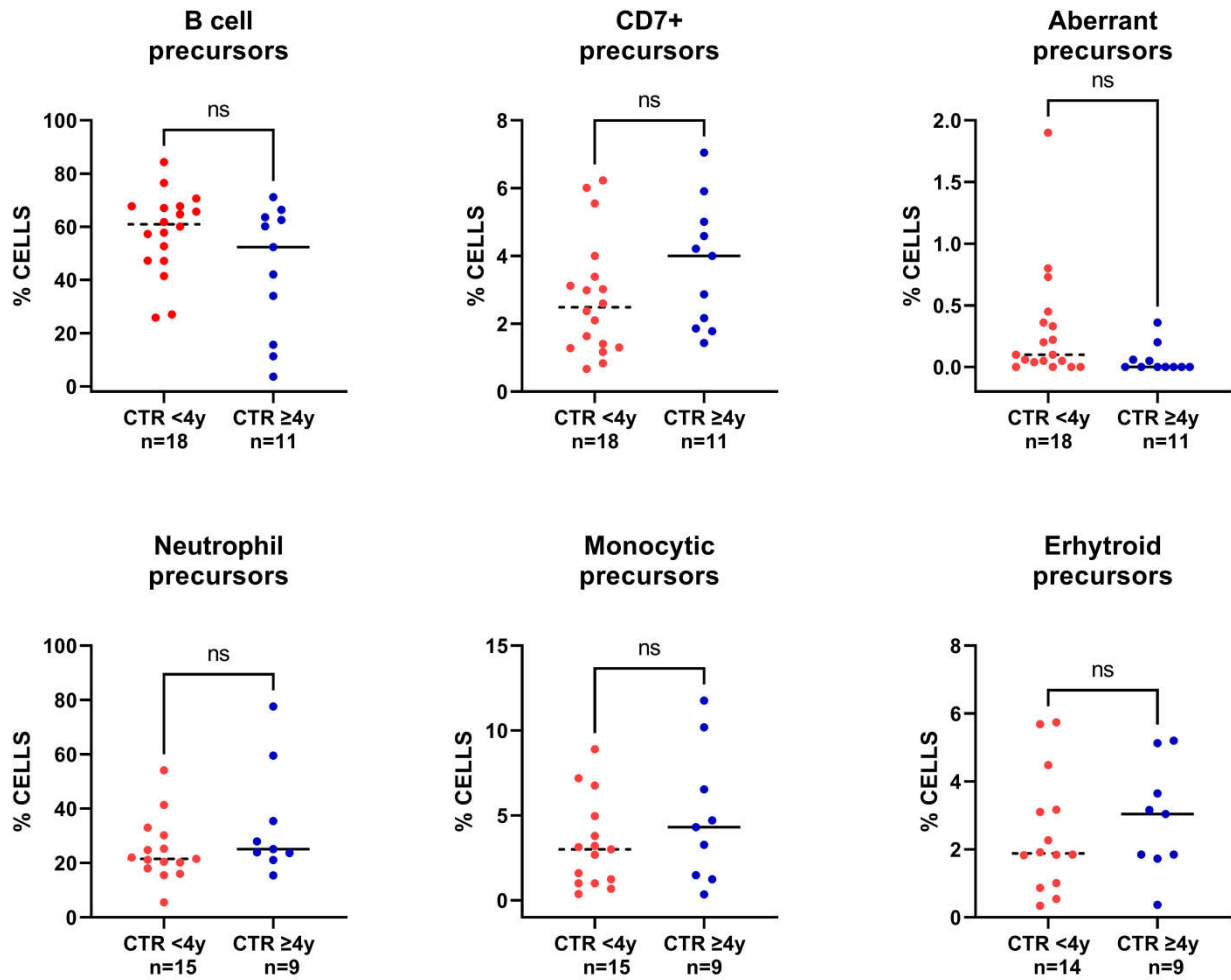 B cell
precursors
ns
100
80
60
40
20
0
% CELLS
CTR <4y
n=18
CTR ≥4y
n=11
CD7+
precursors
ns
8
6
4
2
0
% CELLS
CTR <4y
n=18
CTR ≥4y
n=11
Aberrant
precursors
ns
2.0
1.5
1.0
0.5
0.0
% CELLS
CTR <4y
n=18
CTR ≥4y
n=11
Neutrophil
precursors
ns
100
80
60
40
20
0
% CELLS
CTR <4y
n=15
CTR ≥4y
n=9
Monocytic
precursors
ns
15
10
5
0
% CELLS
CTR <4y
n=15
CTR ≥4y
n=9
Erhytroid
precursors
ns
8
6
4
2
0
% CELLS
CTR <4y
n=14
CTR ≥4y
n=9